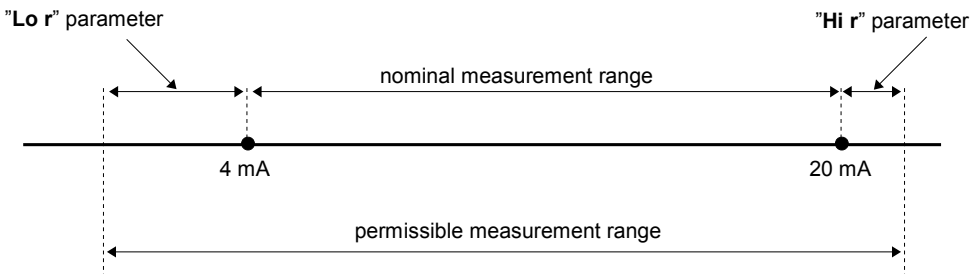 "Lo r" parameter
"Hi r" parameter
nominal measurement range
4 mA
20 mA
permissible measurement range